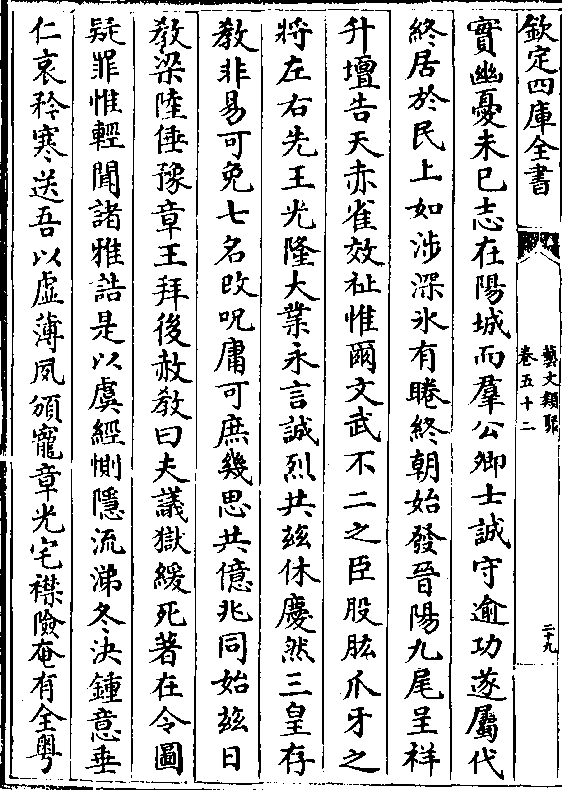 欽定四庫全書
藝文類聚
卷五十二
二十九
實幽憂未已志在陽城而羣公卿士誠守逾功遂屬代
終居於民上如涉深氷有睠終朝始發晉陽九尾呈祥
升壇告天赤雀效祉惟爾文武不二之臣股肱爪牙之
將左右先王光隆大業永言誠烈共兹休慶然三皇存
教非易可免七名改呪庸可庶幾思共億兆同始兹日
教梁陸倕豫章王拜後赦教曰夫議獄緩死著在令圖
疑罪惟輕聞諸雅誥是以虞經惻隱流涕冬決鍾意垂
仁哀矜寒送吾以虛薄夙頒寵章光宅襟險奄有全粤